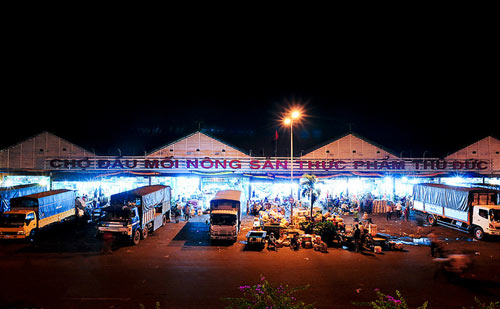 CHỢ ĐẦU MỐI NÔNG SẢN THỰC PHẨM THỦ ĐỨC